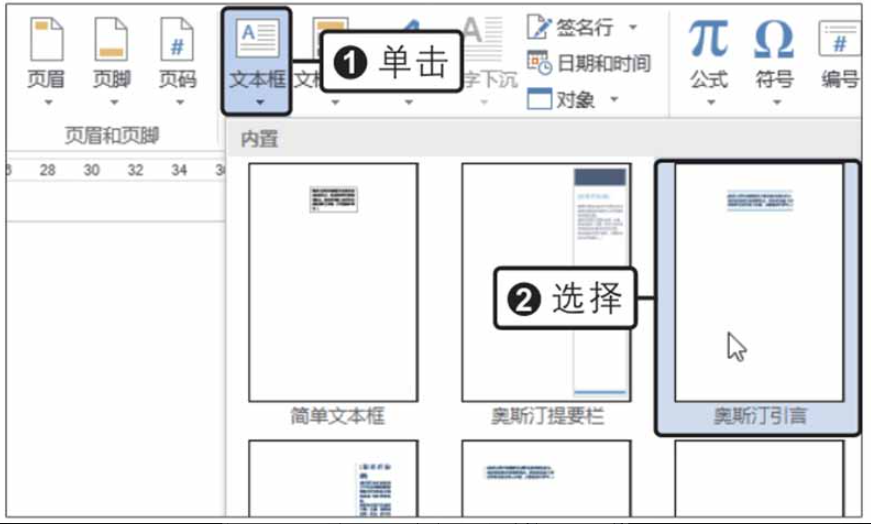 签名行
日期和时间
对象
页眉 页脚 页码 文本框 文 字下沉 公式 符号 编号
❶ 单击
页眉和页脚
内置
28 30 32 34
❷ 选择
简单文本框 奥斯汀提要栏 奥斯汀引言